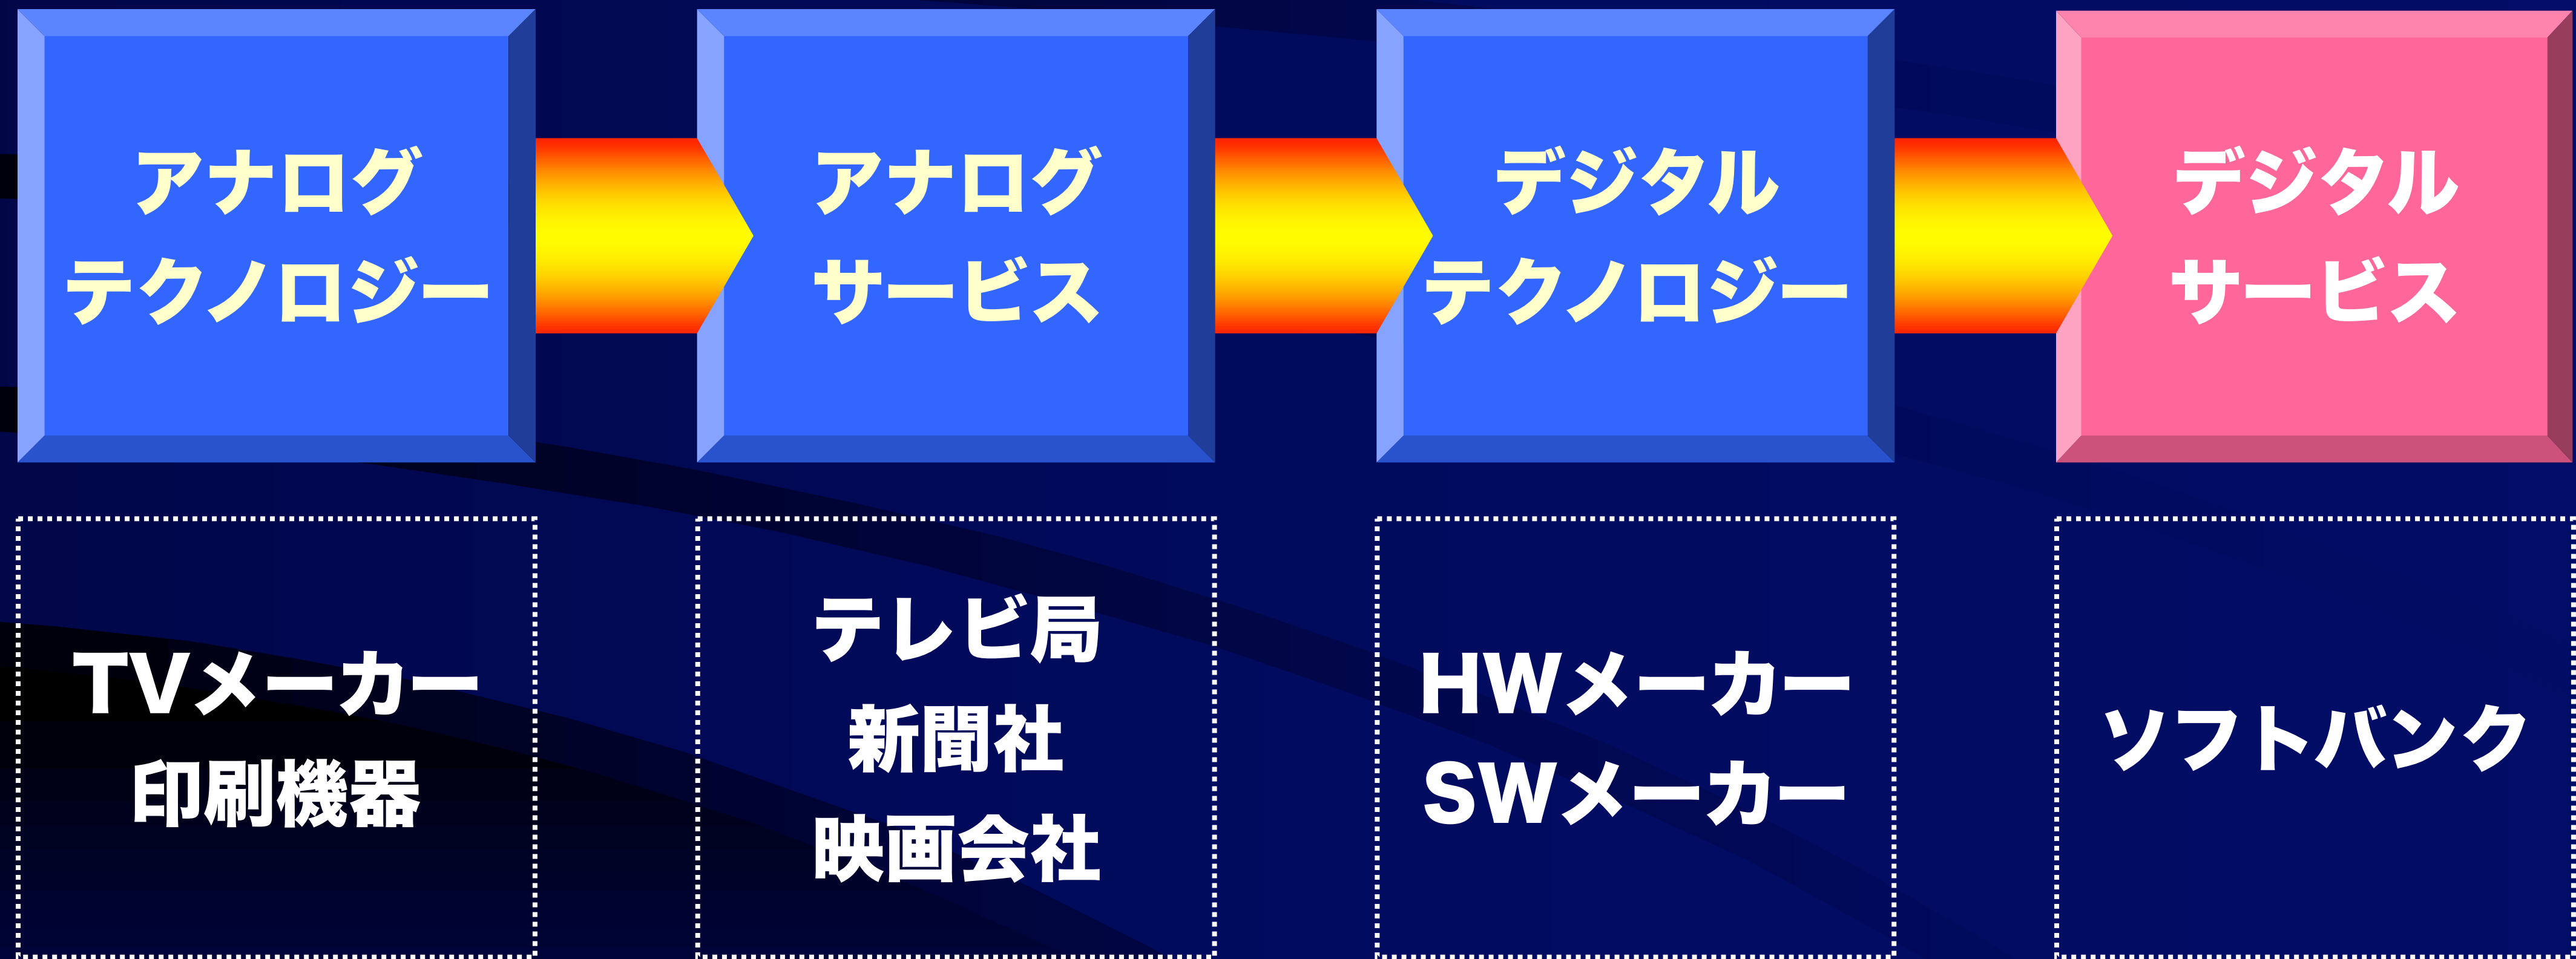 アナログ
テクノロジー
アナログ
サービス
デジタル
テクノロジー
デジタル
サービス
TVメーカー
印刷機器
テレビ局
新聞社
映画会社
HWメーカー
SWメーカー
ソフトバンク